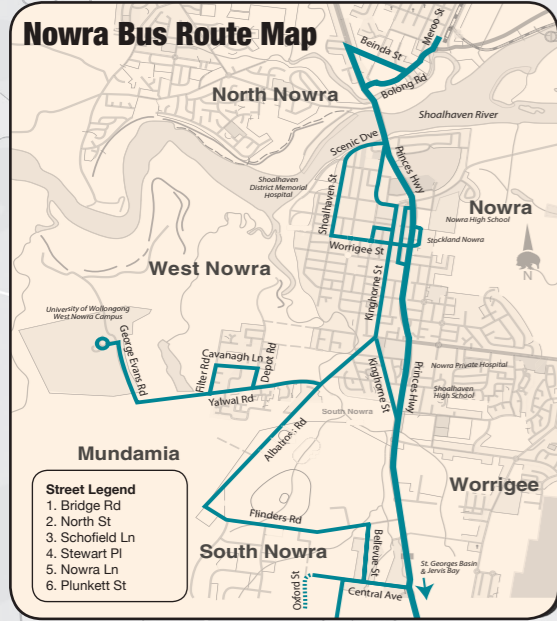 Nowra Bus Route Map
Meroo St
Beinda St
Bolong Rd
North Nowra
Shoalhaven River
Scenic Dve
Princes Hwy
Shoalhaven
District Memorial
Hospital
Shoalhaven St
Nowra
Nowra High School
Stockland Nowra
Worrigee St
West Nowra
N
Kinghorne St
University of Wollongong
West Nowra Campus
George Evans Rd
Cavanagh Ln
Filter Rd
Depot Rd
Yalwal Rd
Kinghorne St
Princes Hwy
Nowra Private Hospital
Shoalhaven
High School
South Nowra
Albatross Rd
Mundamia
Worrigee
Street Legend
1. Bridge Rd
2. North St
3. Schofield Ln
4. Stewart Pl
5. Nowra Ln
6. Plunkett St
Flinders Rd
South Nowra
Bellevue St
St. Georges Basin
& Jervis Bay
Oxford St
Central Ave